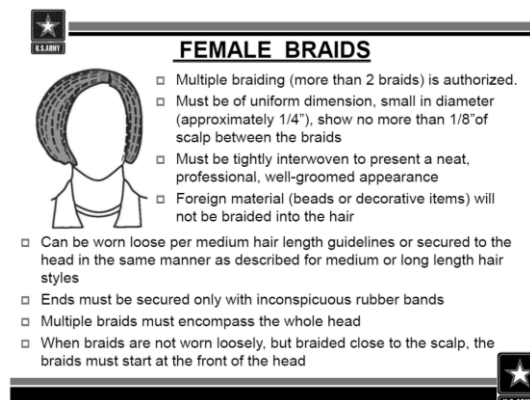 U.S.ARMY
FEMALE BRAIDS
Multiple braiding (more than 2 braids) is authorized.
Must be of uniform dimension, small in diameter
(approximately 1/4”), show no more than 1/8”of
scalp between the braids
Must be tightly interwoven to present a neat,
professional, well-groomed appearance
Foreign material (beads or decorative items) will
not be braided into the hair
Can be worn loose per medium hair length guidelines or secured to the
head in the same manner as described for medium or long length hair
styles
Ends must be secured only with inconspicuous rubber bands
Multiple braids must encompass the whole head
When braids are not worn loosely, but braided close to the scalp, the
braids must start at the front of the head